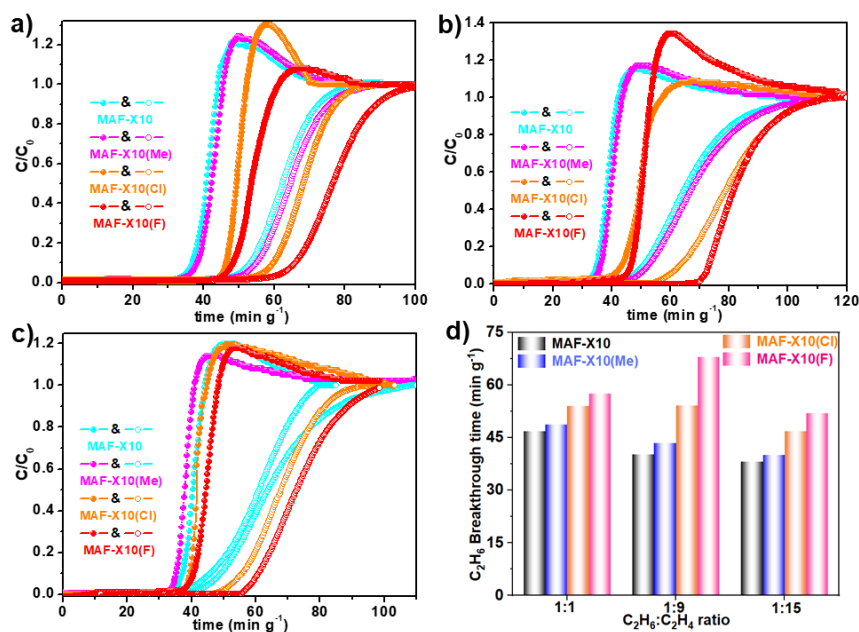 a)
C/C0
1.2
1.0
0.8
0.6
0.4
0.2
0.0
&
MAF-X10
&
MAF-X10(Me)
&
MAF-X10(Cl)
&
MAF-X10(F)
0 20 40 60 80 100
time (min g-1)
b)
C/C0
1.4
1.2
1.0
0.8
0.6
0.4
0.2
0.0
&
MAF-X10
&
MAF-X10(Me)
&
MAF-X10(Cl)
&
MAF-X10(F)
0 20 40 60 80 100 120
time (min g-1)
c)
C/C0
1.2
1.0
0.8
0.6
0.4
0.2
0.0
&
MAF-X10
&
MAF-X10(Me)
&
MAF-X10(Cl)
&
MAF-X10(F)
0 20 40 60 80 100
time (min g-1)
d)
C2H6 Breakthrough time (min g-1)
75
60
45
30
15
0
MAF-X10 MAF-X10(Cl)
MAF-X10(Me) MAF-X10(F)
1:1 1:9 1:15
C2H6:C2H4 ratio